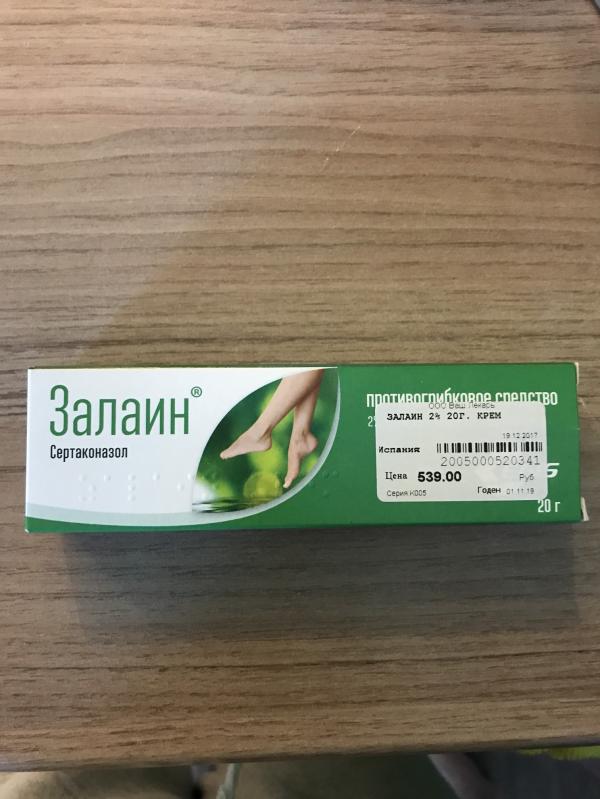 Залаин®
Сертаконазол
противогрибковое средство
ООО Ваш Лекарь
ЗАЛАИН 2% 20Г. КРЕМ
19.12.2017
Испания
2005000520341
Цена 539.00 Руб
Серия K005 Годен 01.11.19
20 г